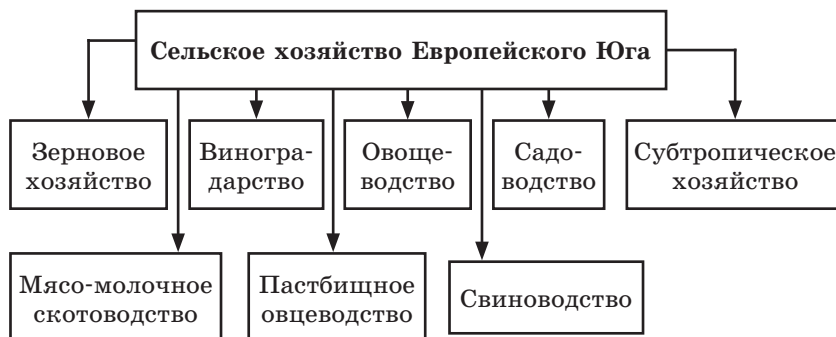 Сельское хозяйство Европейского Юга
Зерновое
хозяйство
Виногра-
дарство
Овоще-
водство
Садо-
водство
Субтропическое
хозяйство
Мясо-молочное
скотоводство
Пастбищное
овцеводство
Свиноводство